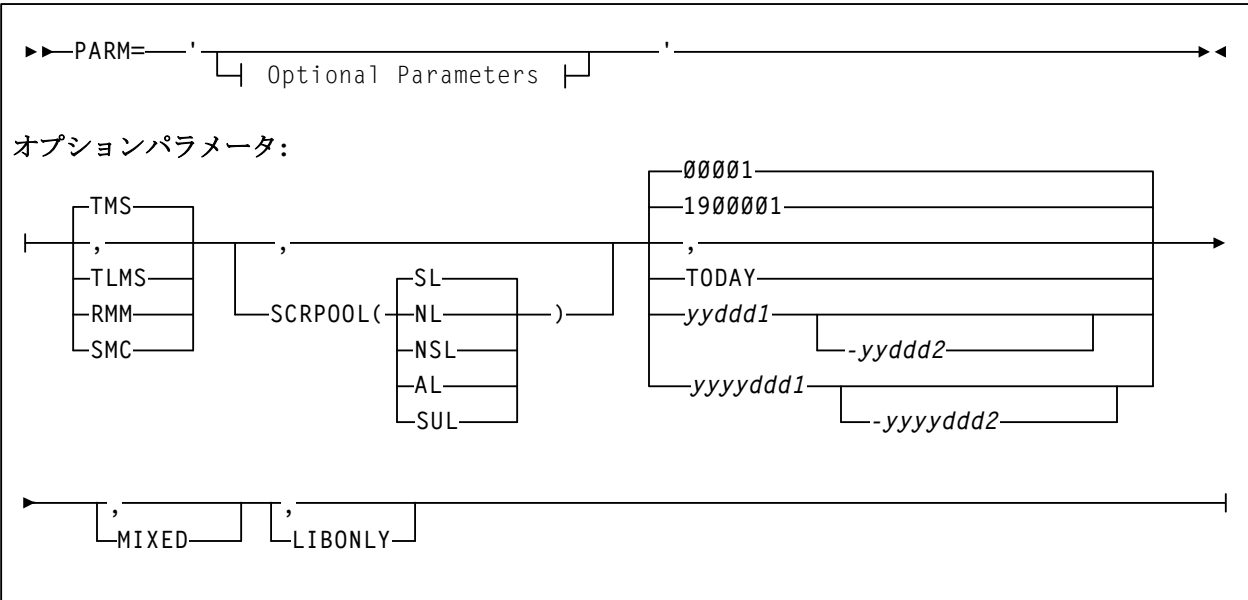 PARM= ' '
Optional Parameters
オプションパラメータ:
00001
TMS 1900001
, , ,
TLMS SL TODAY
RMM SCRPOOL( NL ) yyddd1
SMC NSL -yyddd2
AL yyyyddd1
SUL -yyyyddd2
, ,
MIXED LIBONLY